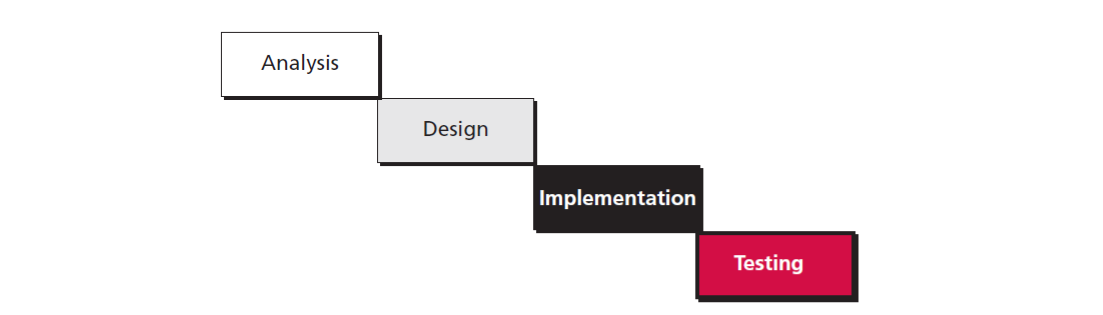 Analysis
Design
Implementation
Testing